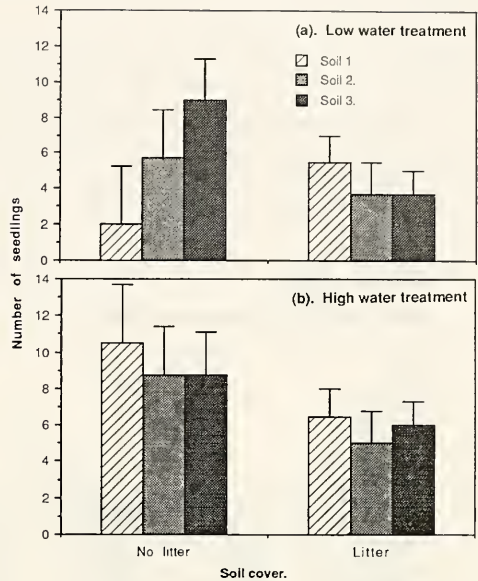 14
(a). Low water treatment
12
Soil 1
Soil 2.
10
Soil 3.
8
6
4
2
0
Number of seedlings
14
(b). High water treatment
12
10
8
6
4
2
0
No litter
Litter
Soil cover.